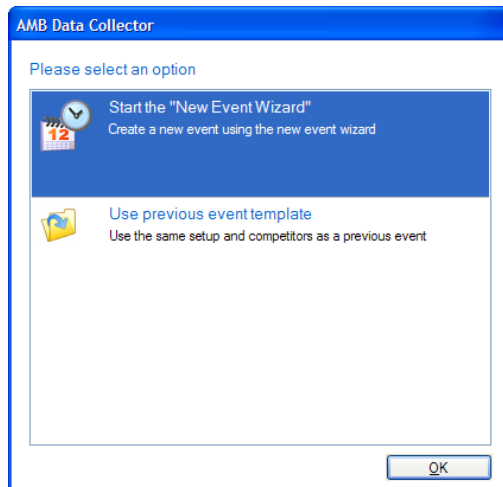 AMB Data Collector
Please select an option
Start the "New Event Wizard"
Create a new event using the new event wizard
12
Use previous event template
Use the same setup and competitors as a previous event
OK